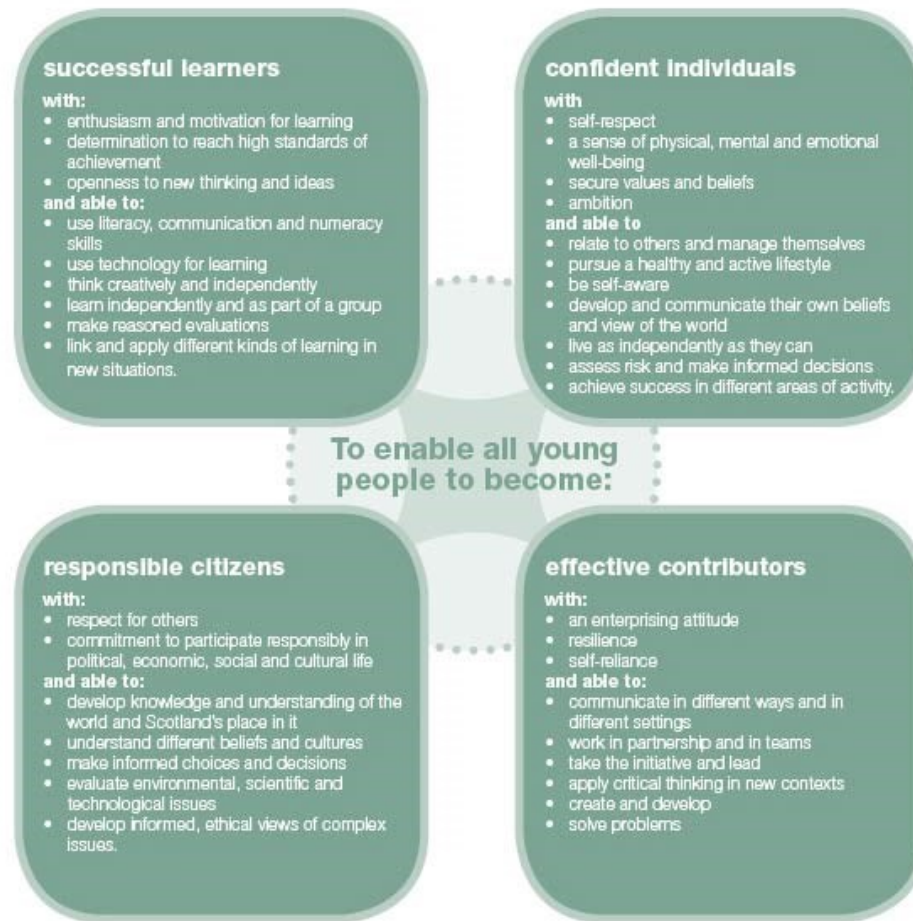 successful learners
with:
• enthusiasm and motivation for learning
• determination to reach high standards of
achievement
• openness to new thinking and ideas
and able to:
• use literacy, communication and numeracy
skills
• use technology for learning
• think creatively and independently
• learn independently and as part of a group
• make reasoned evaluations
• link and apply different kinds of learning in
new situations.
confident individuals
with
• self-respect
• a sense of physical, mental and emotional
well-being
• secure values and beliefs
• ambition
and able to
• relate to others and manage themselves
• pursue a healthy and active lifestyle
• be self-aware
• develop and communicate their own beliefs
and view of the world
• live as independently as they can
• assess risk and make informed decisions
• achieve success in different areas of activity.
To enable all young
people to become:
responsible citizens
with:
• respect for others
• commitment to participate responsibly in
political, economic, social and cultural life
and able to:
• develop knowledge and understanding of the
world and Scotland's place in it
• understand different beliefs and cultures
• make informed choices and decisions
• evaluate environmental, scientific and
technological issues
• develop informed, ethical views of complex
issues.
effective contributors
with:
• an enterprising attitude
• resilience
• self-reliance
and able to:
• communicate in different ways and in
different settings
• work in partnership and in teams
• take the initiative and lead
• apply critical thinking in new contexts
• create and develop
• solve problems